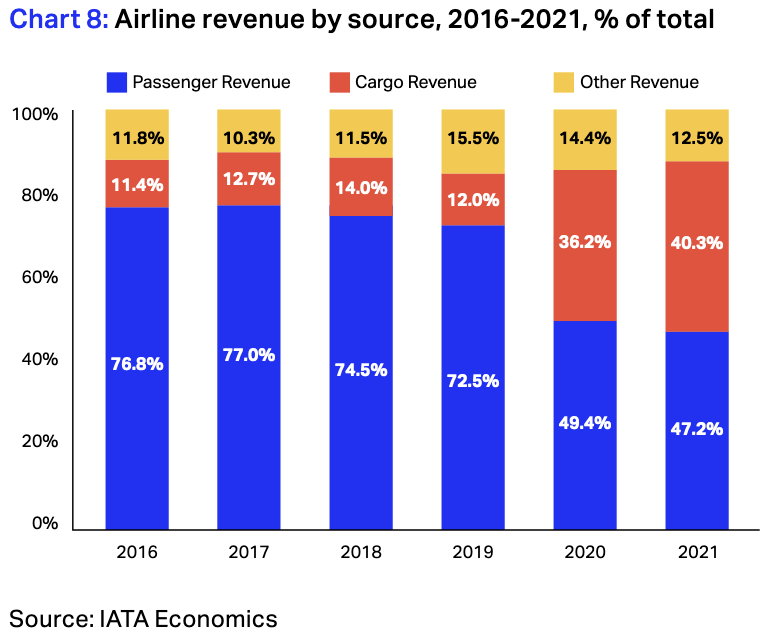 Chart 8: Airline revenue by source, 2016-2021, % of total
Passenger Revenue Cargo Revenue Other Revenue
100%
80%
60%
40%
20%
0%
11.8% 10.3% 11.5% 15.5% 14.4% 12.5%
11.4% 12.7% 14.0% 12.0% 36.2% 40.3%
76.8% 77.0% 74.5% 72.5% 49.4% 47.2%
2016 2017 2018 2019 2020 2021
Source: IATA Economics